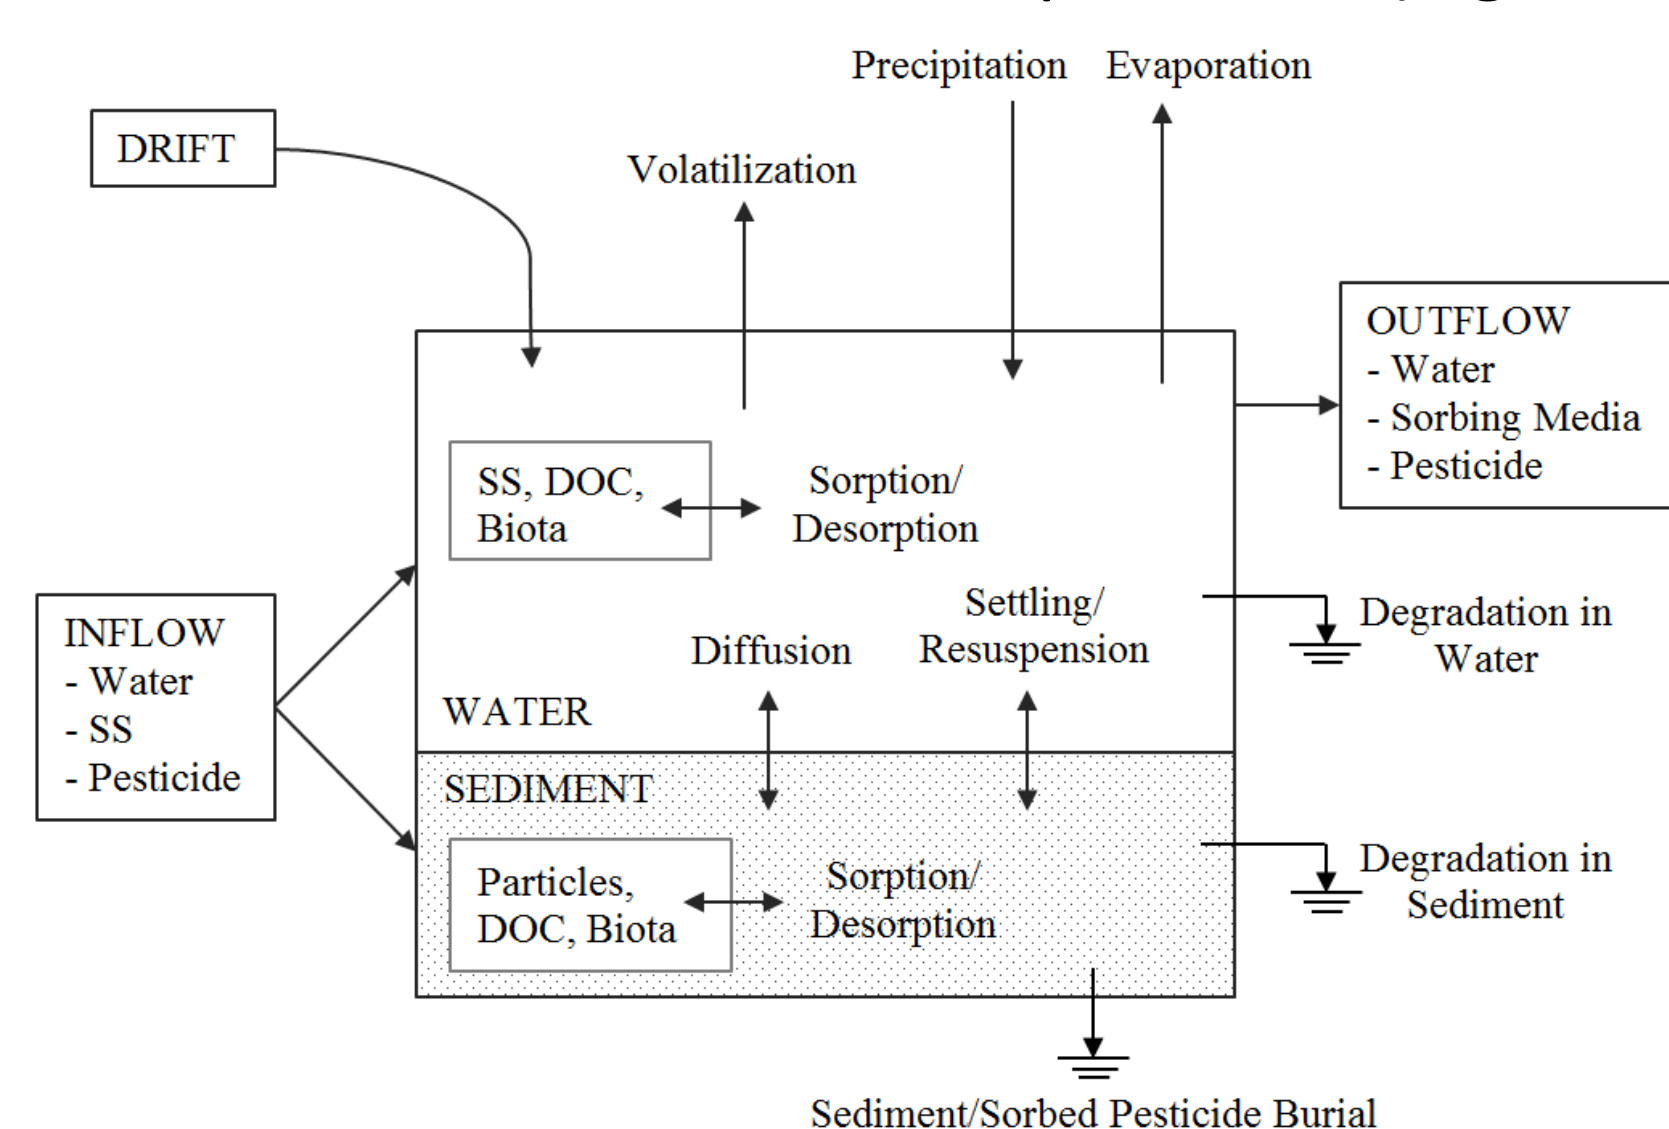 Precipitation
Evaporation
DRIFT
Volatilization
OUTFLOW
- Water
- Sorbing Media
- Pesticide
SS, DOC,
Biota
Sorption/
Desorption
INFLOW
- Water
- SS
- Pesticide
Settling/
Resuspension
Diffusion
Degradation in
Water
WATER
SEDIMENT
Particles,
DOC, Biota
Sorption/
Desorption
Degradation in
Sediment
Sediment/Sorbed Pesticide Burial